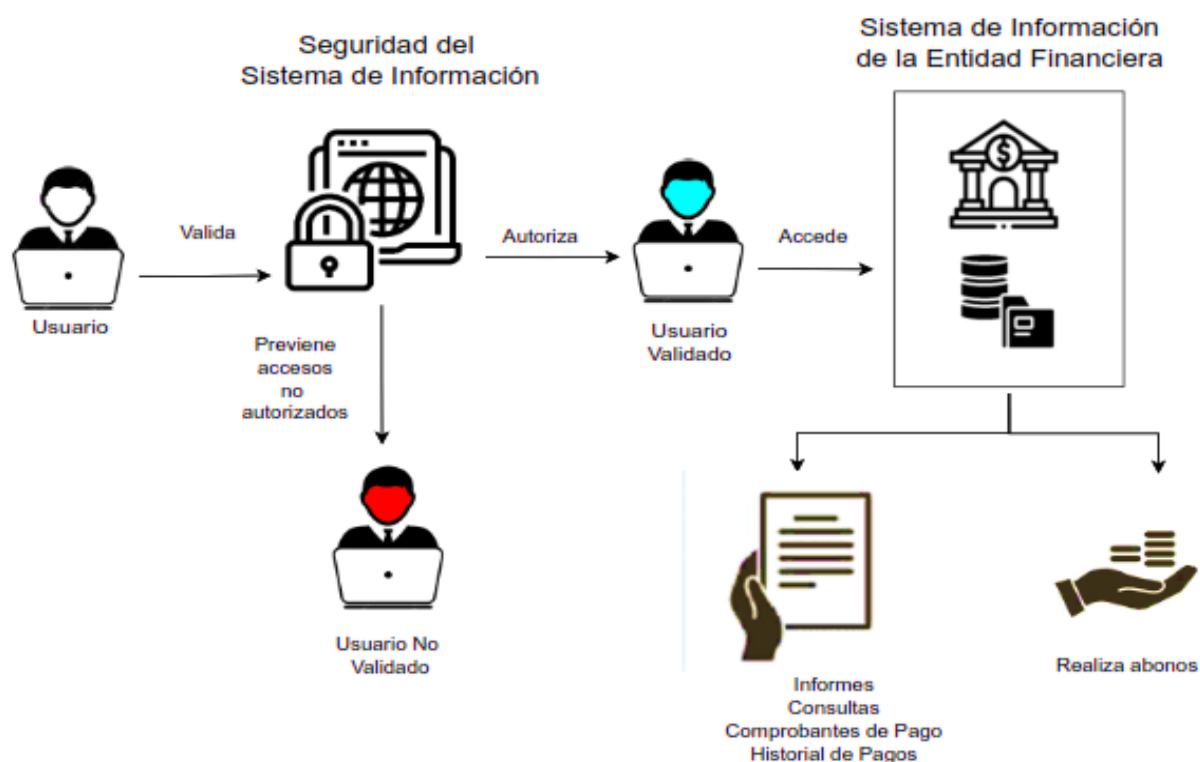 Seguridad del
Sistema de Información
Sistema de Información
de la Entidad Financiera
Valida
Autoriza
Accede
Usuario
Previene
accesos
no
autorizados
Usuario
Validado
Usuario No
Validado
Informes
Consultas
Comprobantes de Pago
Historial de Pagos
Realiza abonos